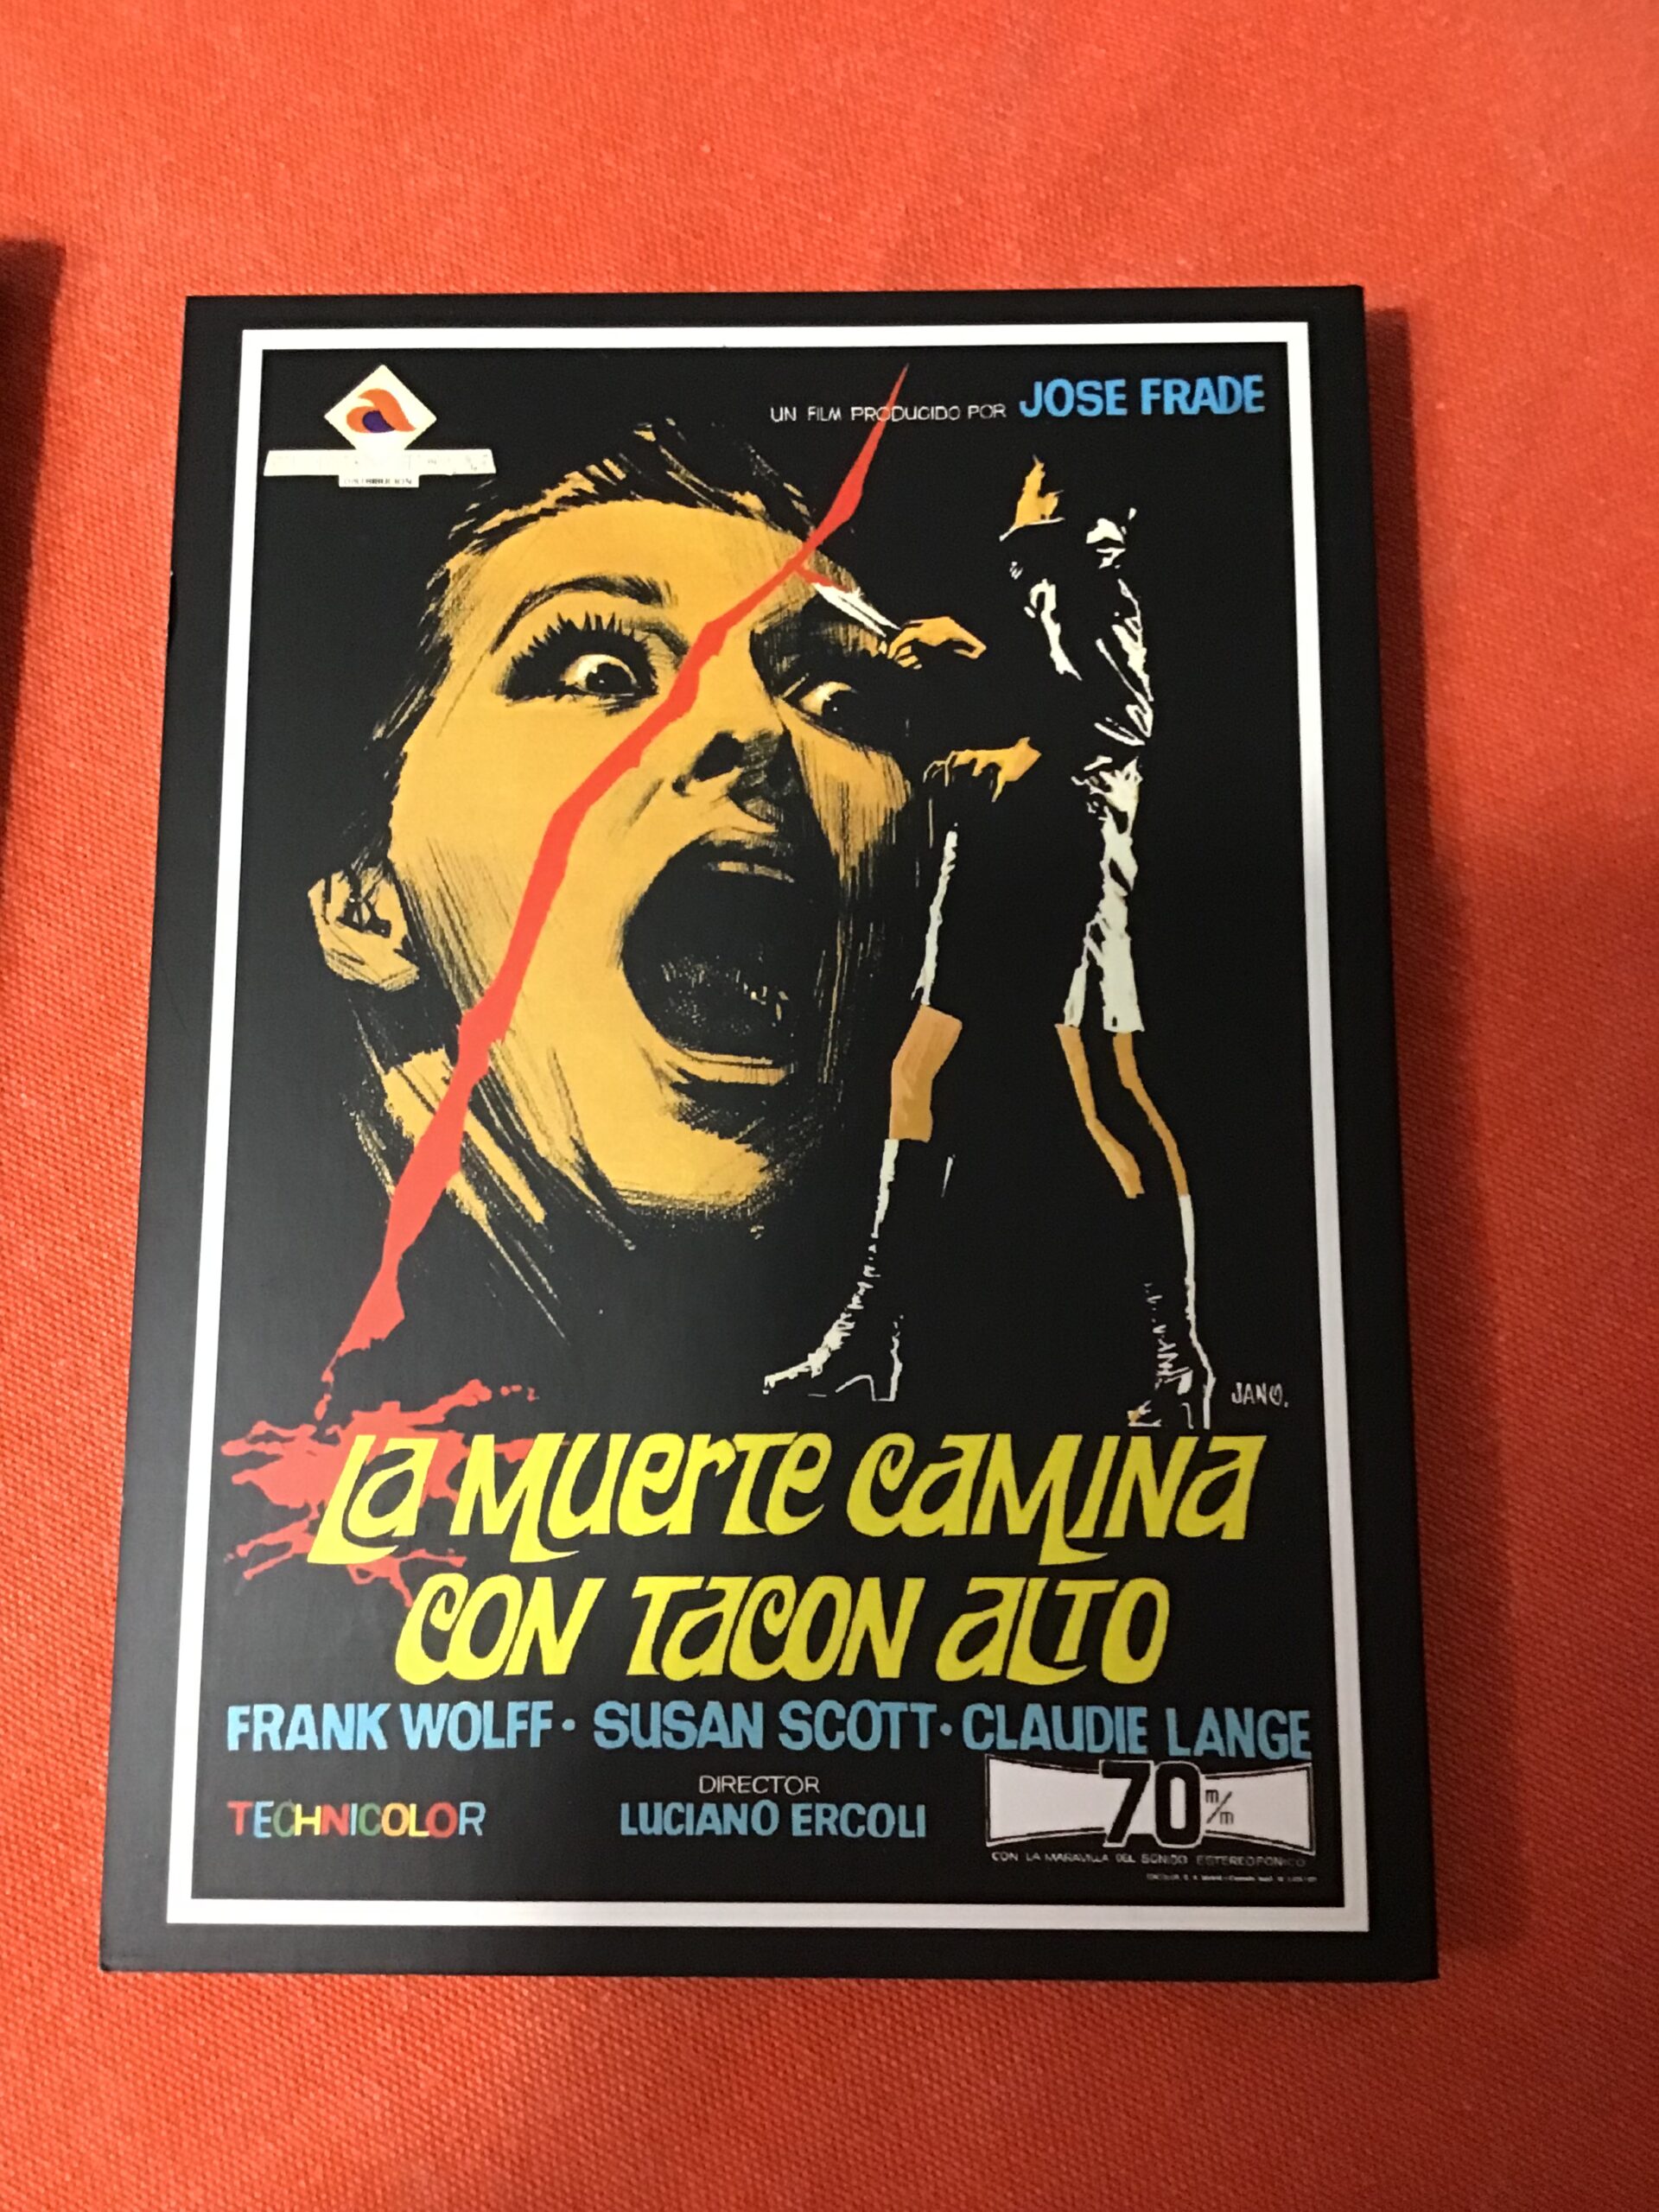 UN FILM PRODUCIDO POR JOSE FRADE
DISTRIBUCION
JANO.
LA MUERTE CAMINA
CON TACON ALTO
FRANK WOLFF · SUSAN SCOTT · CLAUDIE LANGE
TECHNICOLOR
DIRECTOR
LUCIANO ERCOLI
70 m/m
CON LA MARAVILLA DEL SONIDO ESTEREOFONICO